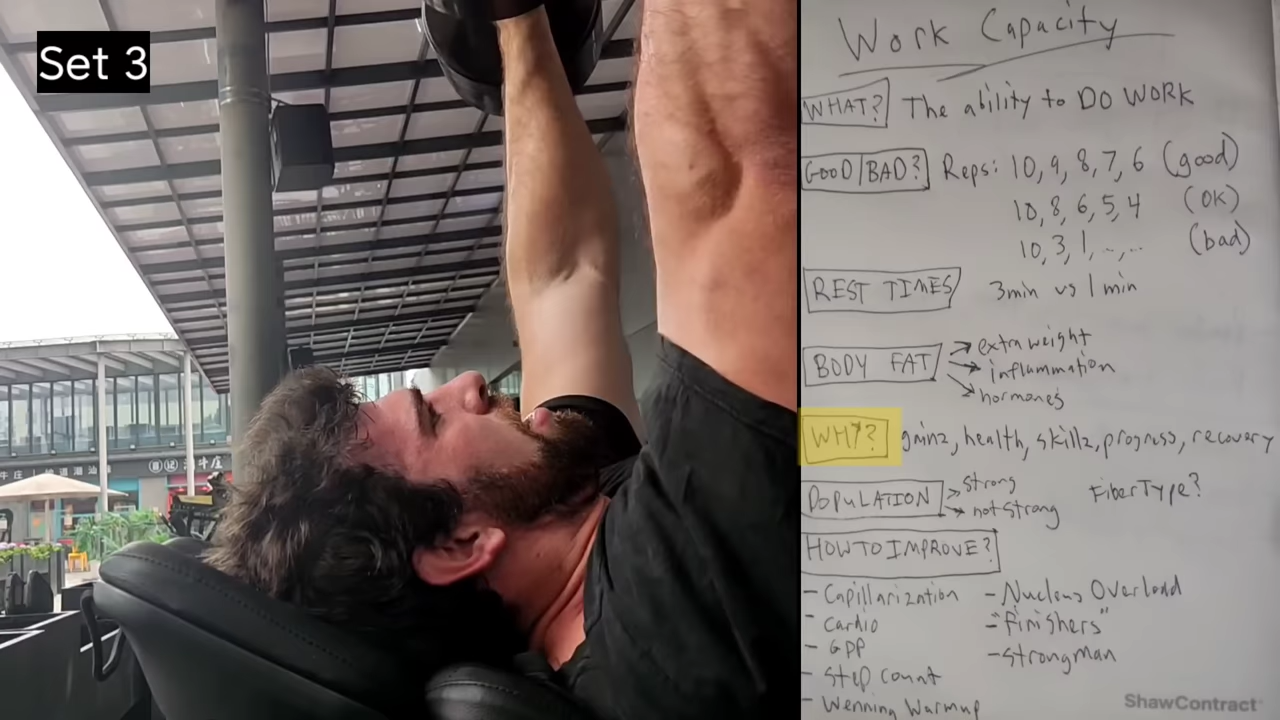 Set 3
牛庄
Work Capacity
WHAT? The ability to DO WORK
GOOD/BAD? Reps: 10, 9, 8, 7, 6 (good)
10, 8, 6, 5, 4 (OK)
10, 3, 1, ..., ... (bad)
REST TIMES 3min vs 1min
BODY FAT → extra weight
→ inflammation
→ hormones
WHY? gainz, health, skillz, progress, recovery
POPULATION → strong FiberType?
→ not strong
HOW TO IMPROVE?
- Capillarization - Nucleus Overload
- Cardio - "finishers"
- GPP - strongman
- Step count
- Wenning Warmup
ShawContract